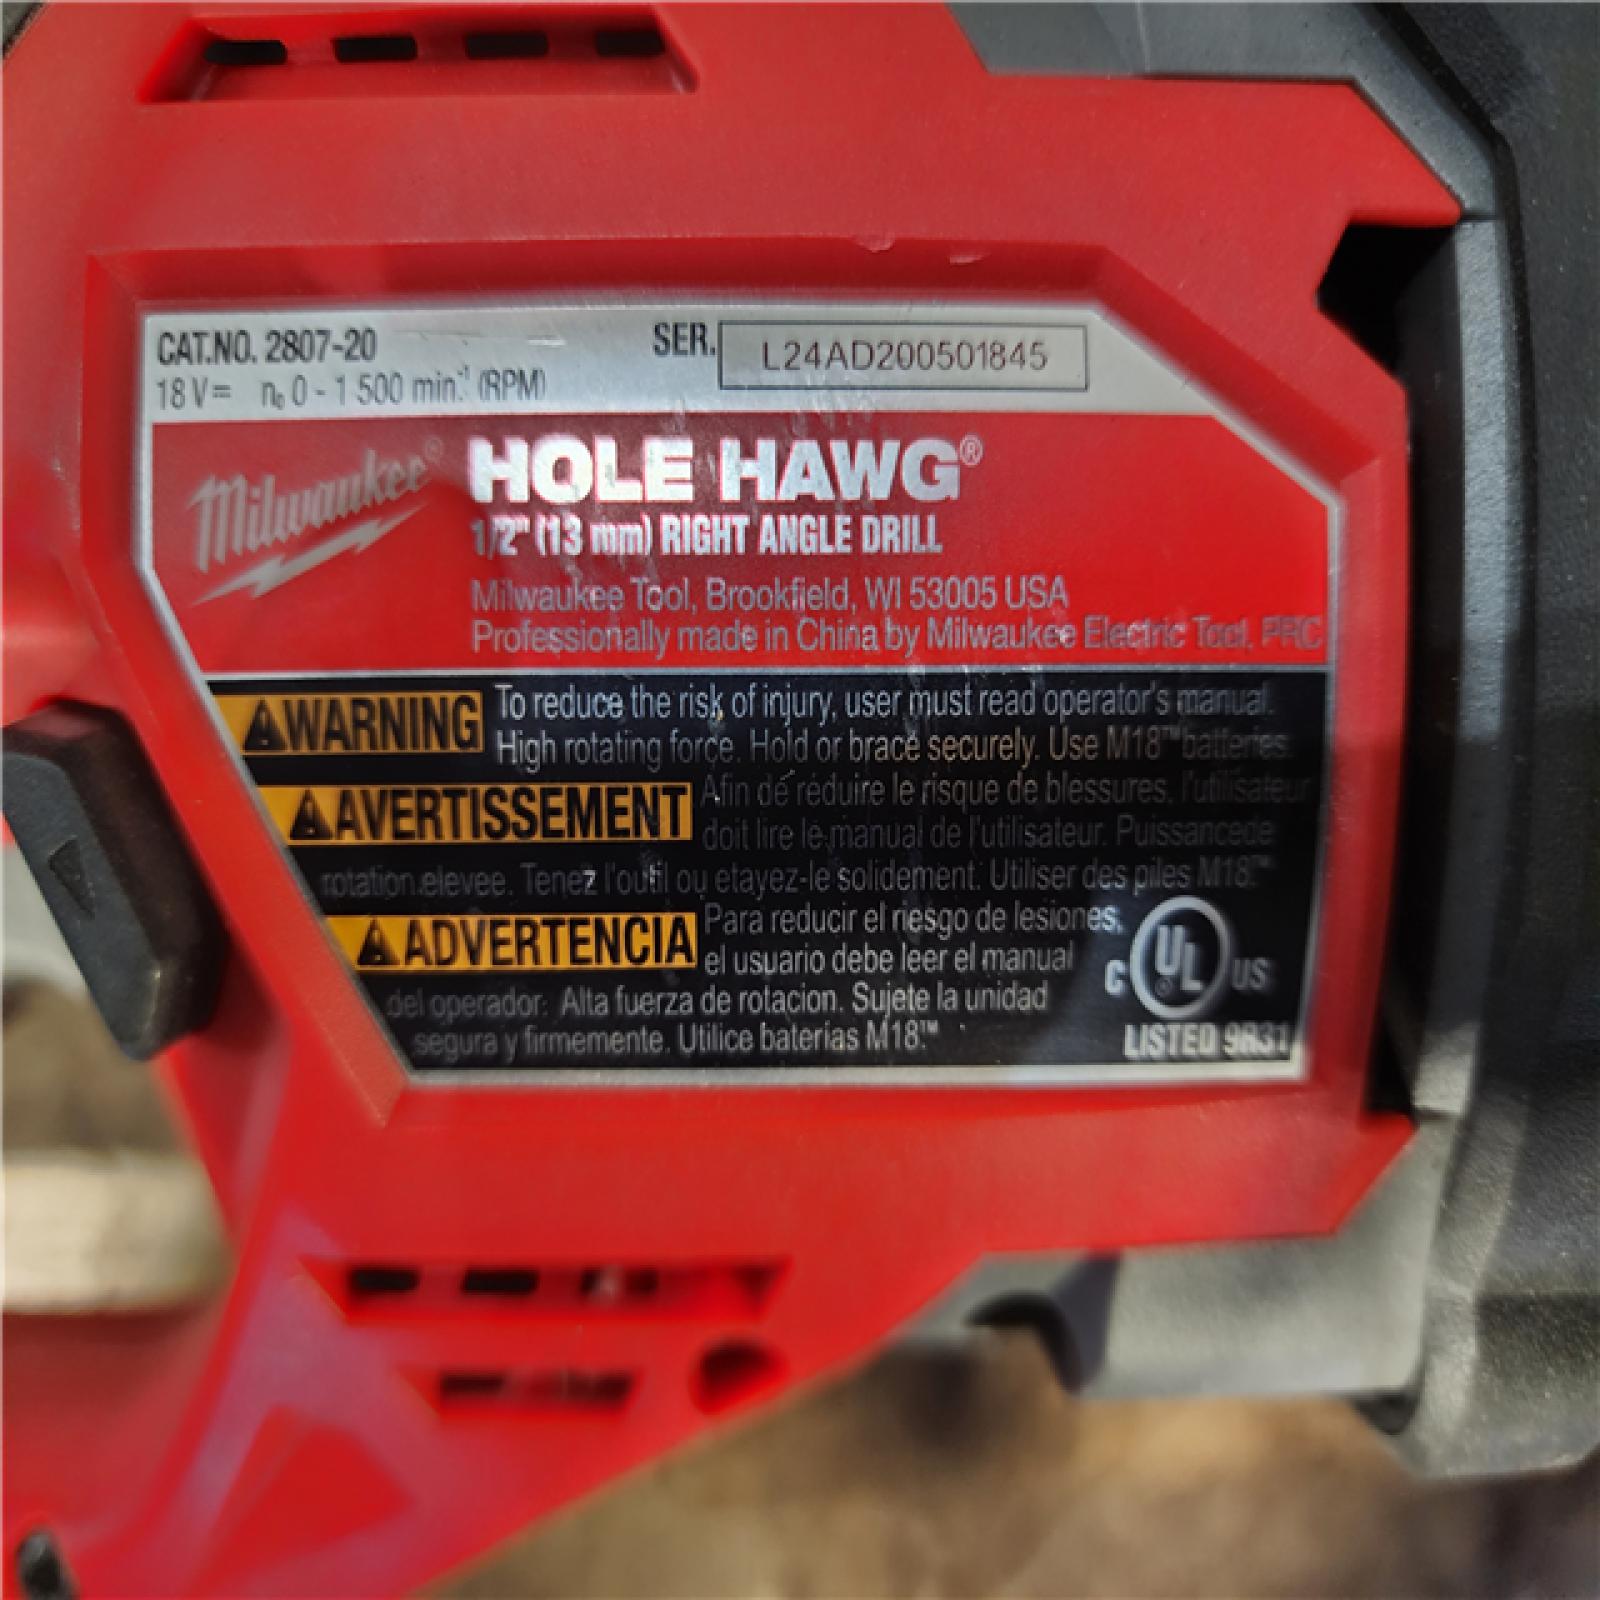 CAT.NO. 2807-20 SER. L24AD200501845
18 V⎓ n₀ 0 - 1 500 min.⁻¹ (RPM)
Milwaukee® HOLE HAWG®
1/2" (13 mm) RIGHT ANGLE DRILL
Milwaukee Tool, Brookfield, WI 53005 USA
Professionally made in China by Milwaukee Electric Tool, PRC
WARNING To reduce the risk of injury, user must read operator's manual.
High rotating force. Hold or brace securely. Use M18™ batteries.
AVERTISSEMENT Afin de réduire le risque de blessures, l'utilisateur
doit lire le manual de l'utilisateur. Puissancede
rotation elevee. Tenez l'outil ou etayez-le solidement. Utiliser des piles M18.™
ADVERTENCIA Para reducir el riesgo de lesiones,
el usuario debe leer el manual
del operador. Alta fuerza de rotacion. Sujete la unidad
segura y firmemente. Utilice baterias M18.™
C UL® US
LISTED 9R31